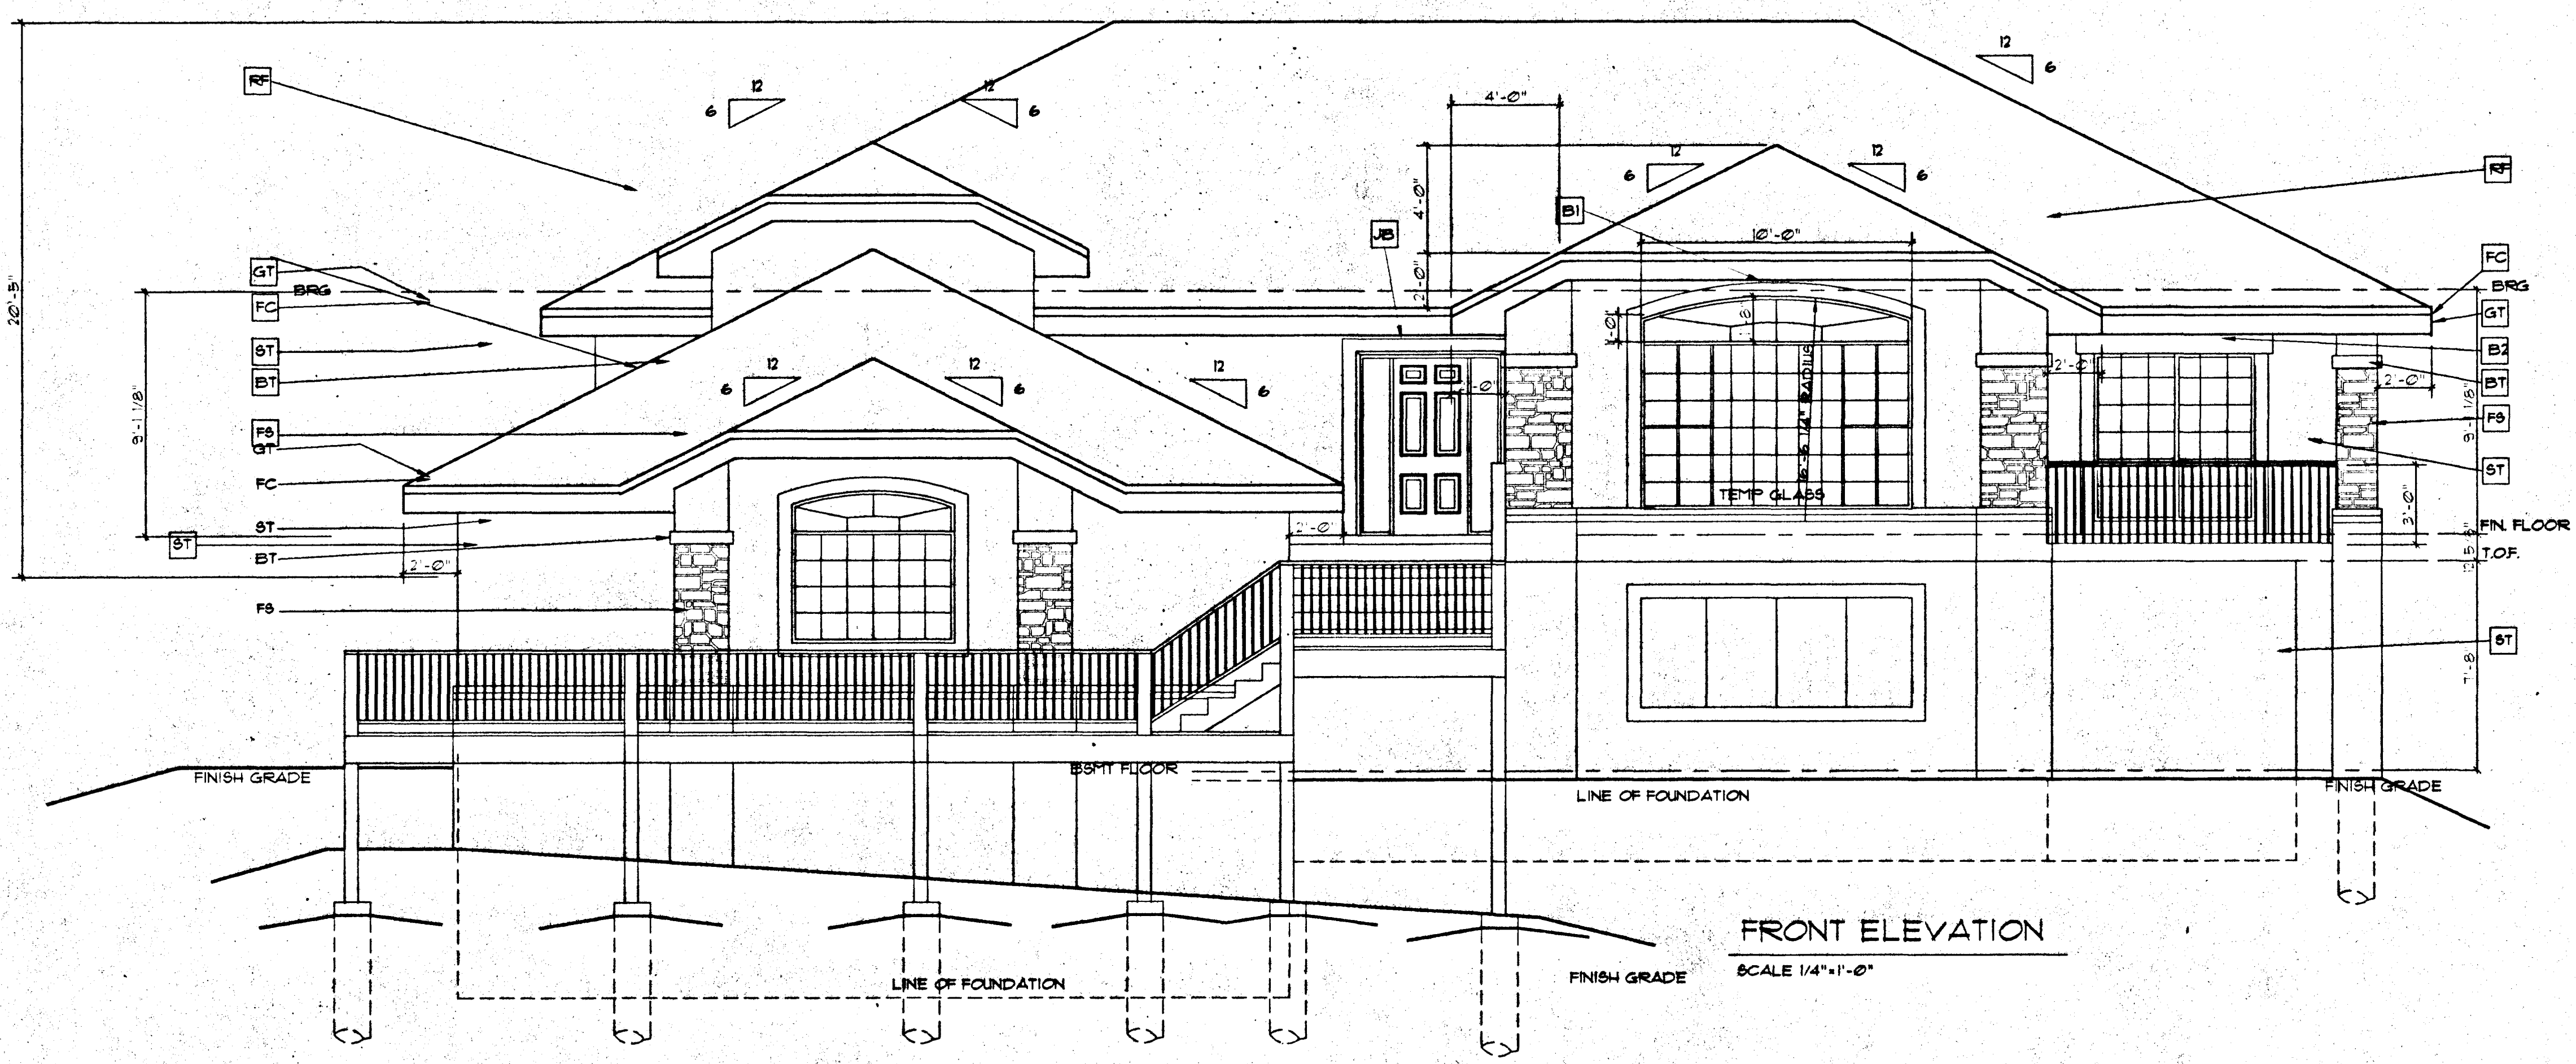 12
6
RF
12
6
12
6
4'-0"
4'-0"
12
6
12
6
RF
B1
JB
10'-0"
GT
BRG
FC
20'-5"
2'-0"
FC
BRG
GT
ST
BT
1'-8"
B2
BT
2'-0"
2'-0"
12
6
12
6
12
6
9'-1 1/8"
FS
GT
FC
9'-1 1/8"
FS
ST
TEMP GLASS
3'-0"
ST
ST
BT
2'-0"
2'-0"
FIN. FLOOR
T.O.F.
FS
ST
7'-8"
FINISH GRADE
BSMT FLOOR
LINE OF FOUNDATION
FINISH GRADE
FRONT ELEVATION
SCALE 1/4"=1'-0"
FINISH GRADE
LINE OF FOUNDATION